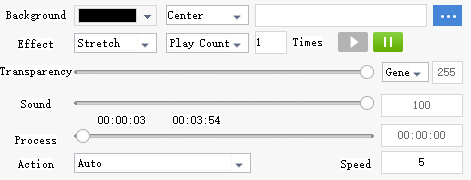 Background Center ...
Effect Stretch Play Count 1 Times
Transparency Gene 255
Sound 100
00:00:03 00:03:54
Process 00:00:00
Action Auto Speed 5